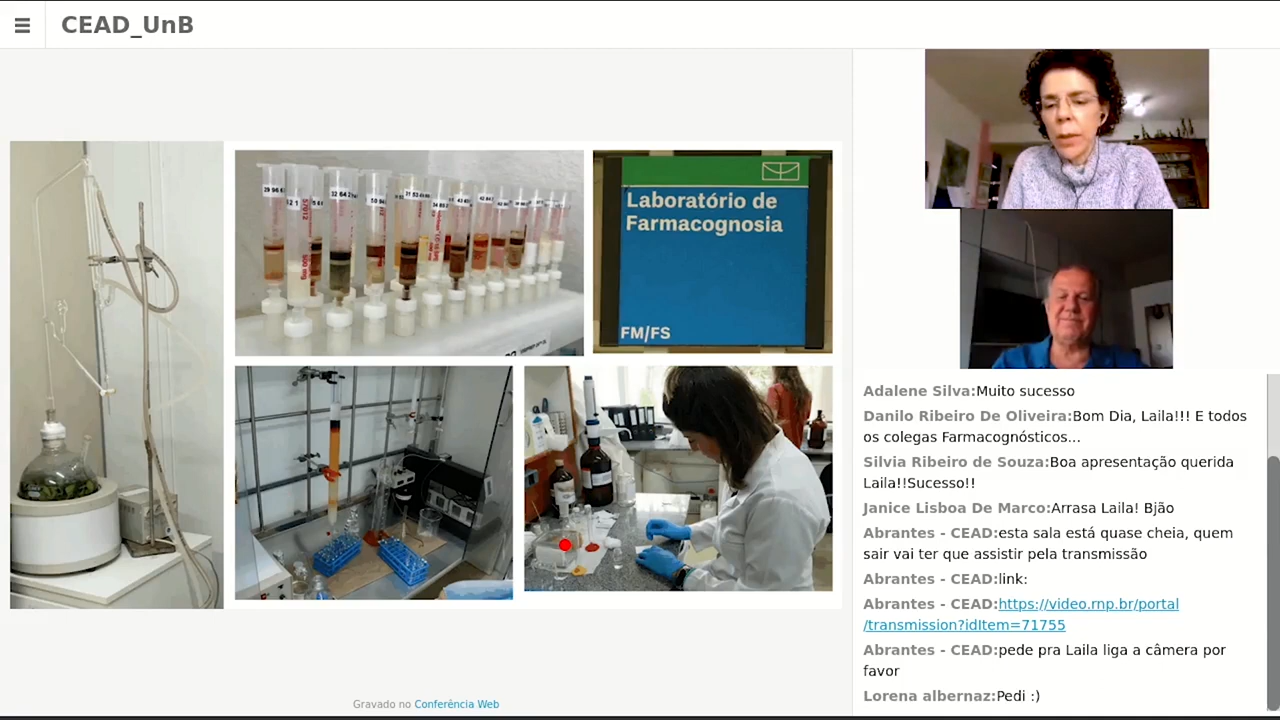 CEAD_UnB
Laboratório de
Farmacognosia
FM/FS
Adalene Silva:Muito sucesso
Danilo Ribeiro De Oliveira:Bom Dia, Laila!!! E todos
os colegas Farmacognósticos...
Silvia Ribeiro de Souza:Boa apresentação querida
Laila!!Sucesso!!
Janice Lisboa De Marco:Arrasa Laila! Bjão
Abrantes - CEAD:esta sala está quase cheia, quem
sair vai ter que assistir pela transmissão
Abrantes - CEAD:link:
Abrantes - CEAD:https://video.rnp.br/portal
/transmission?idItem=71755
Abrantes - CEAD:pede pra Laila liga a câmera por
favor
Lorena albernaz:Pedi :)
Gravado no Conferência Web